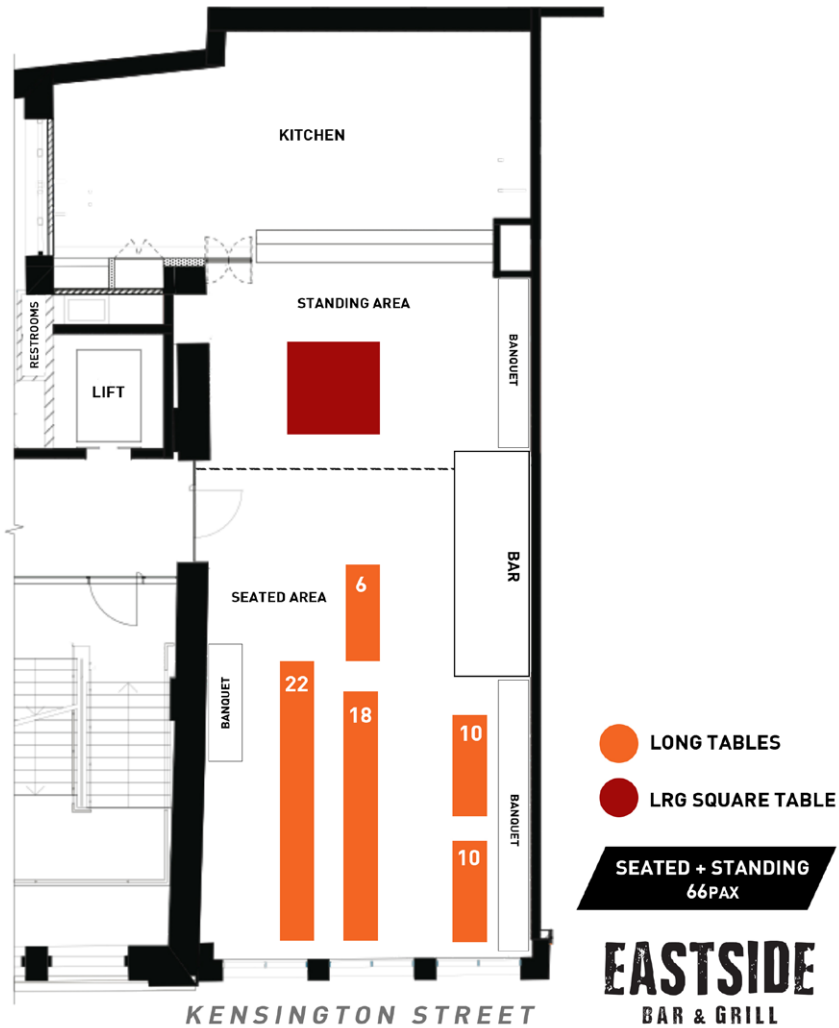 KITCHEN
STANDING AREA
RESTROOMS
BANQUET
LIFT
BAR
6
SEATED AREA
22
BANQUET
18
10
BANQUET
10
LONG TABLES
LRG SQUARE TABLE
SEATED + STANDING
66PAX
EASTSIDE
BAR & GRILL
KENSINGTON STREET